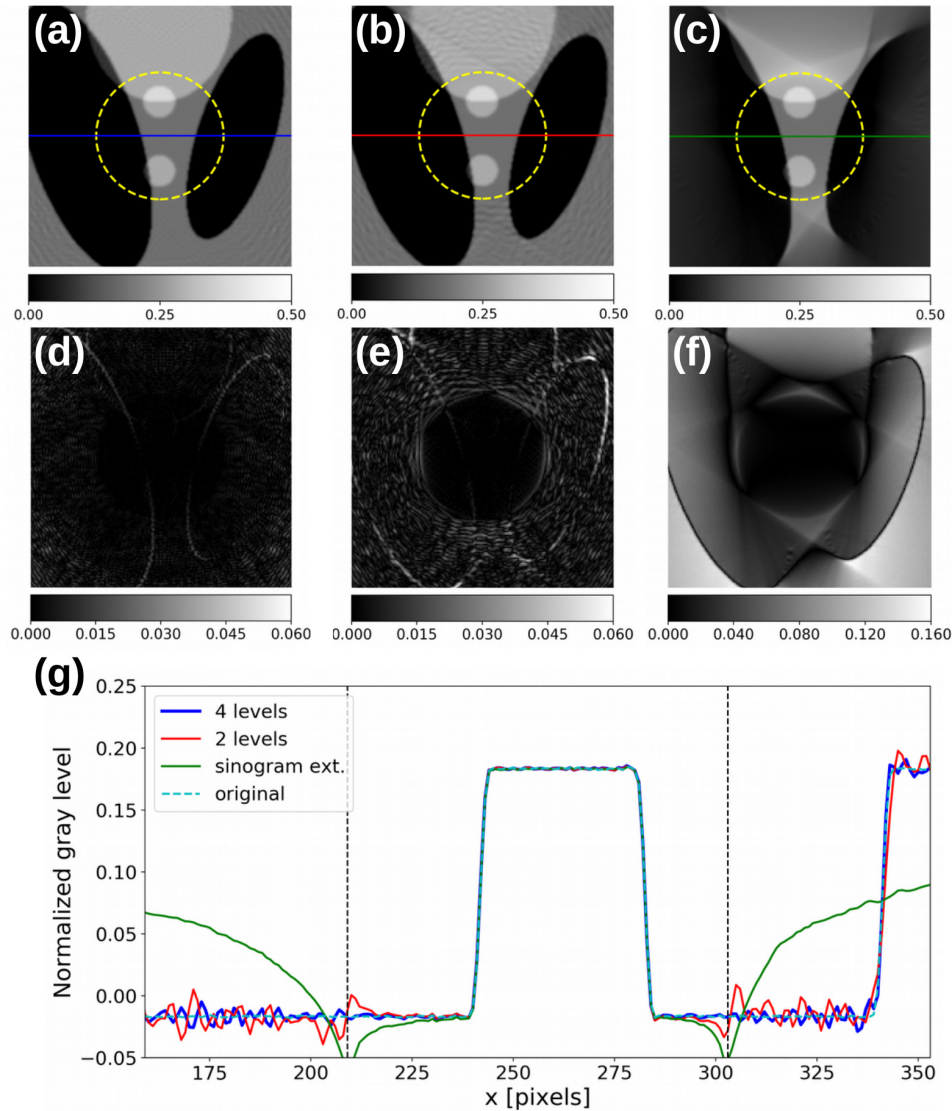 (a) (b) (c)
0.00 0.25 0.50 0.00 0.25 0.50 0.00 0.25 0.50
(d) (e) (f)
0.000 0.015 0.030 0.045 0.060 0.000 0.015 0.030 0.045 0.060 0.000 0.040 0.080 0.120 0.160
(g)
0.25
4 levels
2 levels
sinogram ext.
original
0.20
0.15
0.10
0.05
0.00
−0.05
Normalized gray level
175 200 225 250 275 300 325 350
x [pixels]